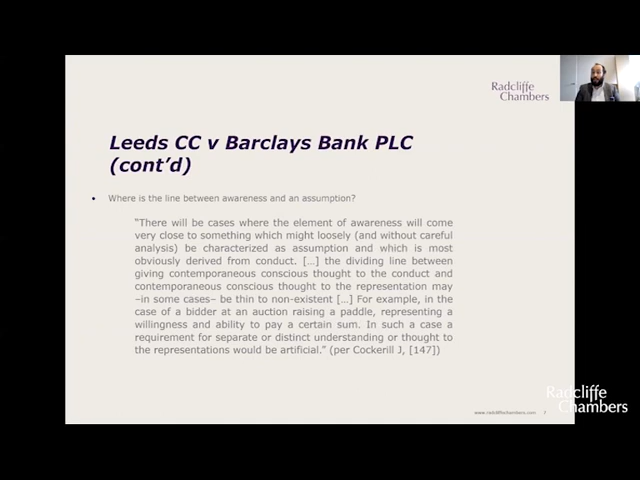 Radcliffe
Chambers
Leeds CC v Barclays Bank PLC
(cont’d)
• Where is the line between awareness and an assumption?
“There will be cases where the element of awareness will come
very close to something which might loosely (and without careful
analysis) be characterized as assumption and which is most
obviously derived from conduct. […] the dividing line between
giving contemporaneous conscious thought to the conduct and
contemporaneous conscious thought to the representation may
–in some cases– be thin to non-existent […] For example, in the
case of a bidder at an auction raising a paddle, representing a
willingness and ability to pay a certain sum. In such a case a
requirement for separate or distinct understanding or thought to
the representations would be artificial.” (per Cockerill J, [147])
www.radcliffechambers.com 7
Radcliffe
Chambers